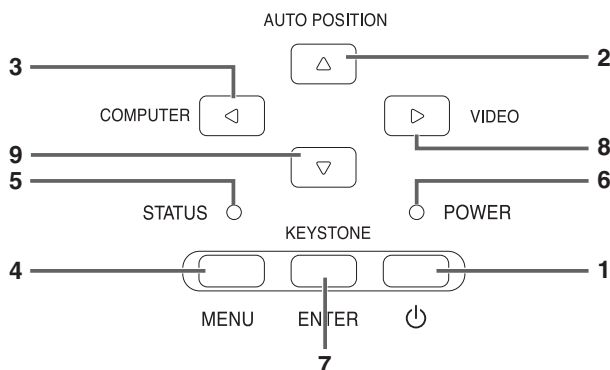 AUTO POSITION
3
2
COMPUTER
VIDEO
8
9
5
6
STATUS
POWER
KEYSTONE
4
1
MENU
ENTER
7